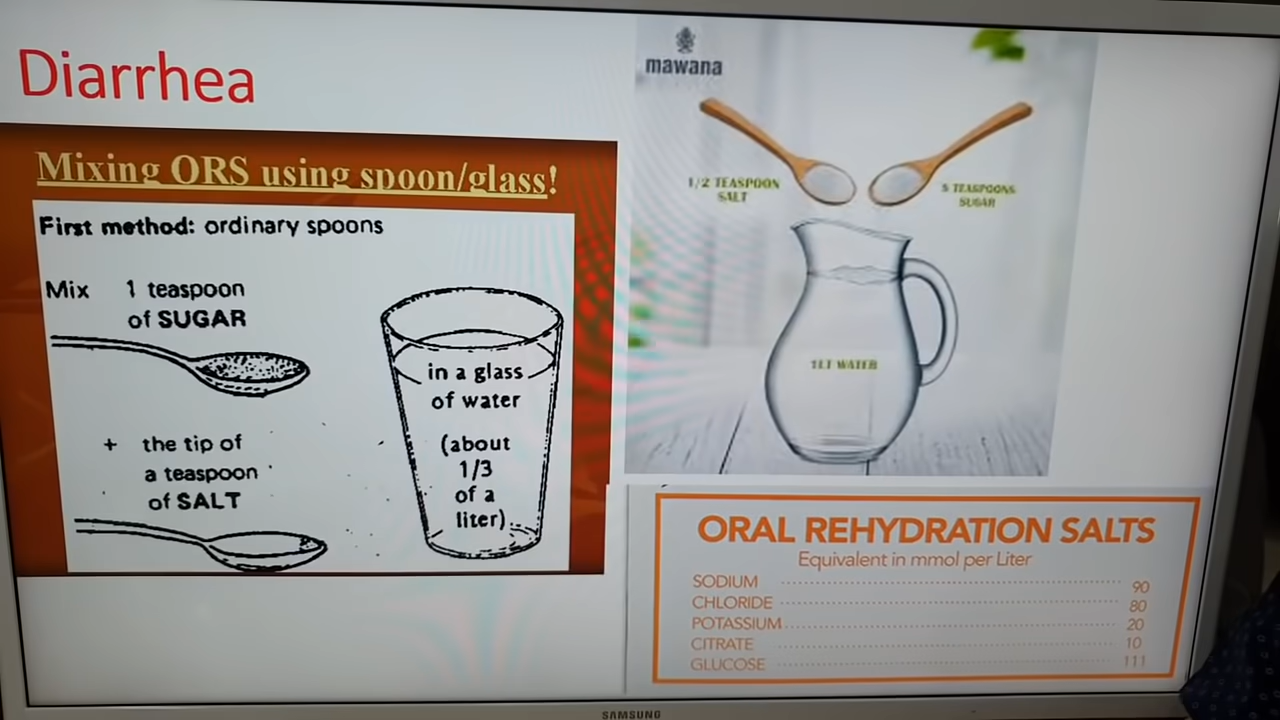 Diarrhea
Mixing ORS using spoon/glass!
First method: ordinary spoons
Mix 1 teaspoon
of SUGAR
+ the tip of
a teaspoon
of SALT
in a glass
of water
(about
1/3
of a
liter)
mawana
1/2 TEASPOON
SALT
5 TEASPOONS
SUGAR
1LT WATER
ORAL REHYDRATION SALTS
Equivalent in mmol per Liter
SODIUM 90
CHLORIDE 80
POTASSIUM 20
CITRATE 10
GLUCOSE 111
SAMSUNG